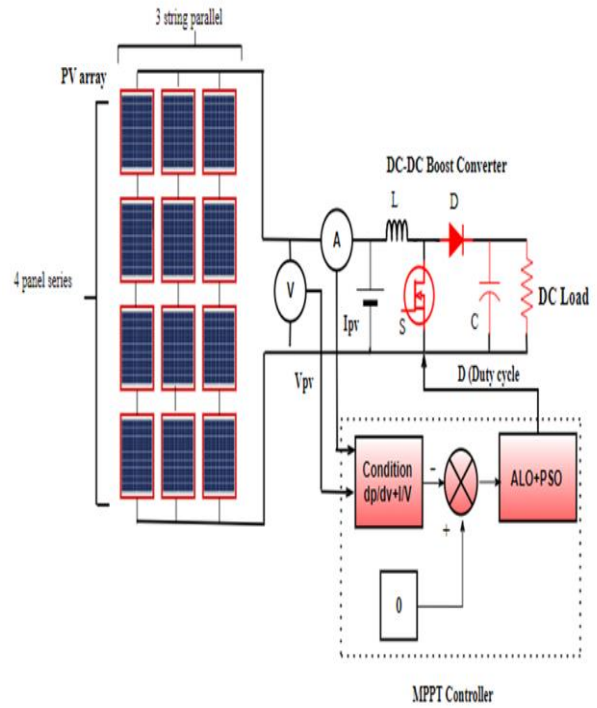 3 string parallel
PV array
4 panel series
DC-DC Boost Converter
L
D
A
V
S
C
DC Load
Ipv
Vpv
D (Duty cycle
Condition
dp/dv+I/V
-
+
ALO+PSO
0
MPPT Controller